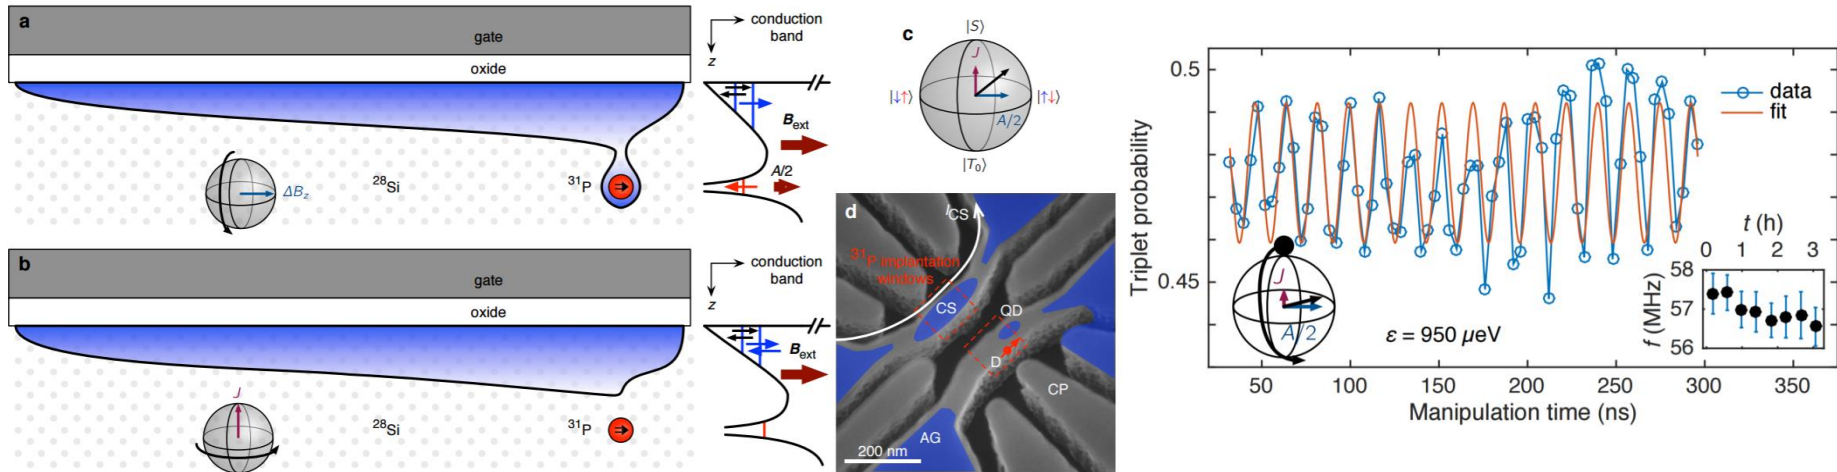 a
gate
oxide
conduction
band
z
B_ext
A/2
ΔB_z
²⁸Si
³¹P
b
gate
oxide
conduction
band
z
B_ext
J
²⁸Si
³¹P
c
|S⟩
J
|↓↑⟩
|↑↓⟩
A/2
|T₀⟩
d
I_CS
³¹P implantation
windows
CS
QD
D
CP
AG
200 nm
Triplet probability
0.5
0.45
data
fit
J
A/2
ε = 950 μeV
t (h)
0 1 2 3
f (MHz)
58
57
56
50 100 150 200 250 300 350
Manipulation time (ns)